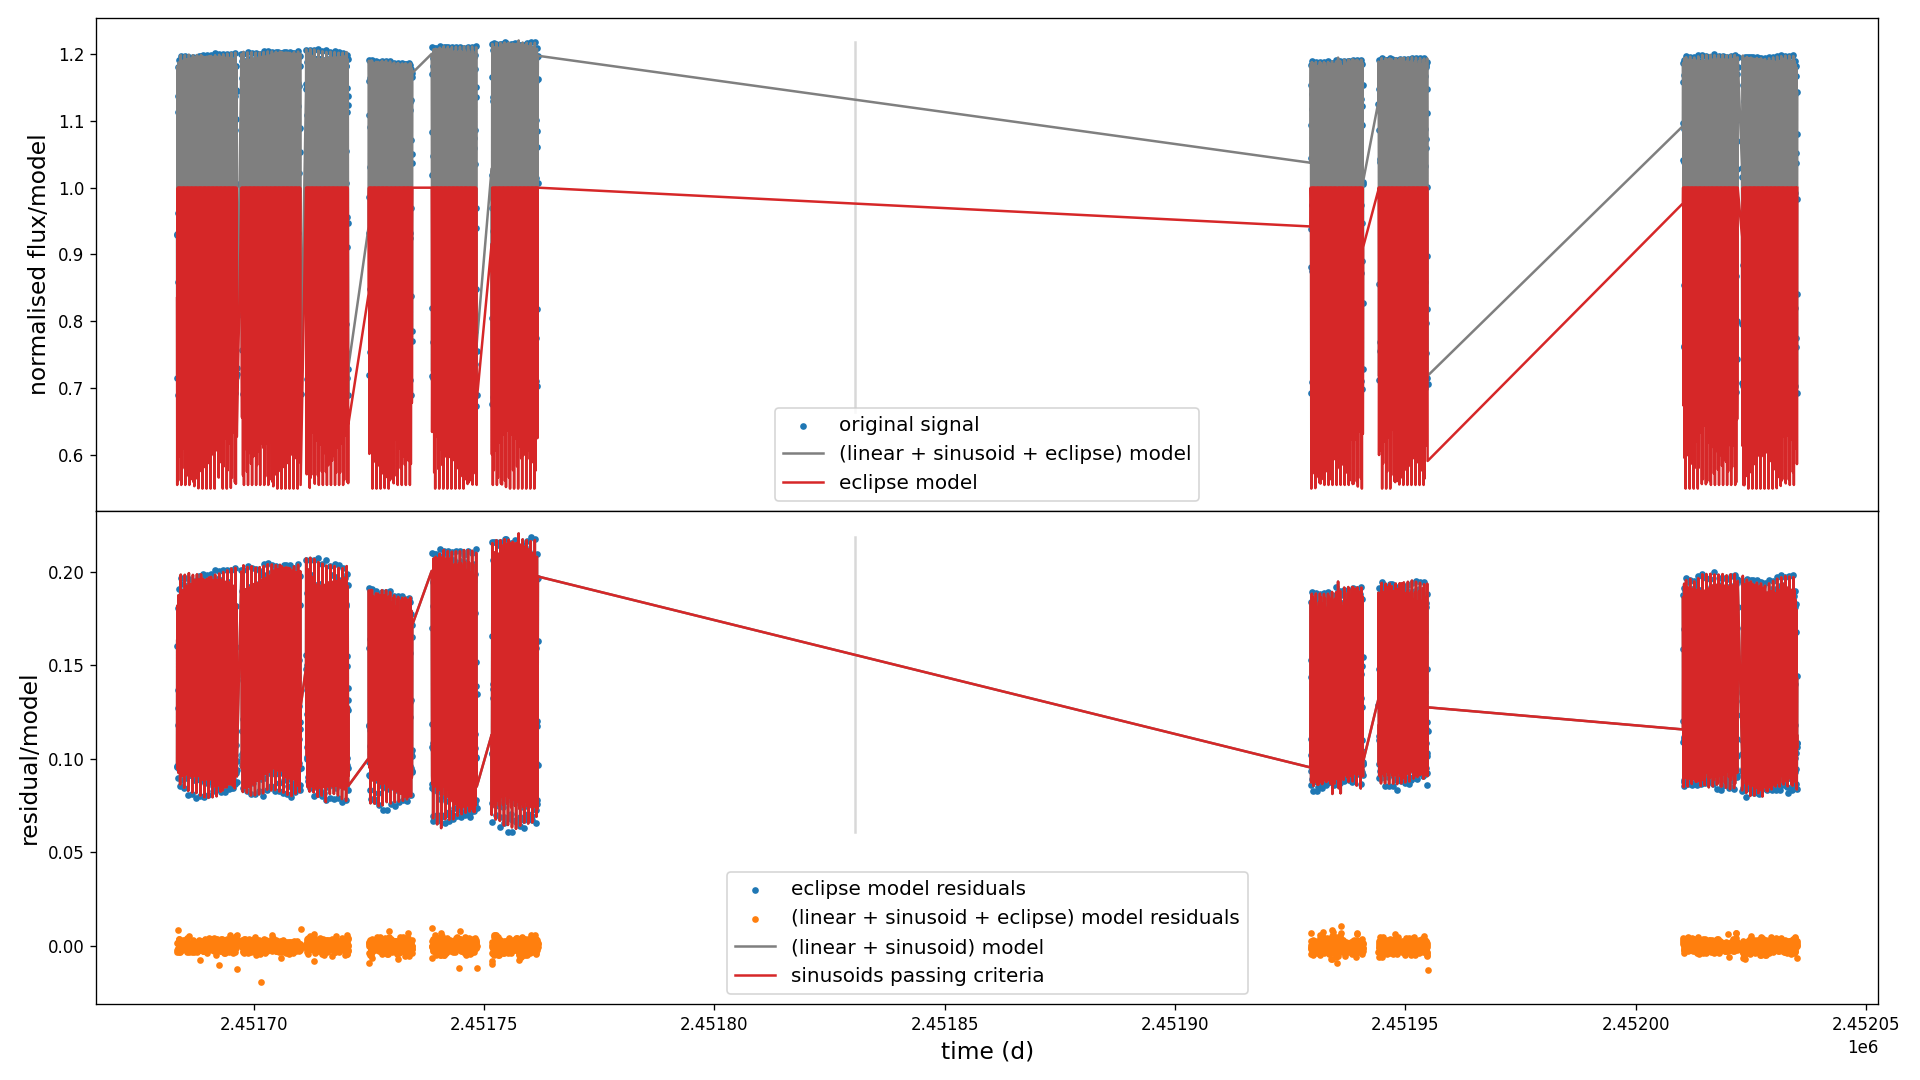 normalised flux/model
1.2
1.1
1.0
0.9
0.8
0.7
0.6
original signal
(linear + sinusoid + eclipse) model
eclipse model
residual/model
0.20
0.15
0.10
0.05
0.00
eclipse model residuals
(linear + sinusoid + eclipse) model residuals
(linear + sinusoid) model
sinusoids passing criteria
2.45170
2.45175
2.45180
2.45185
2.45190
2.45195
2.45200
2.45205
1e6
time (d)